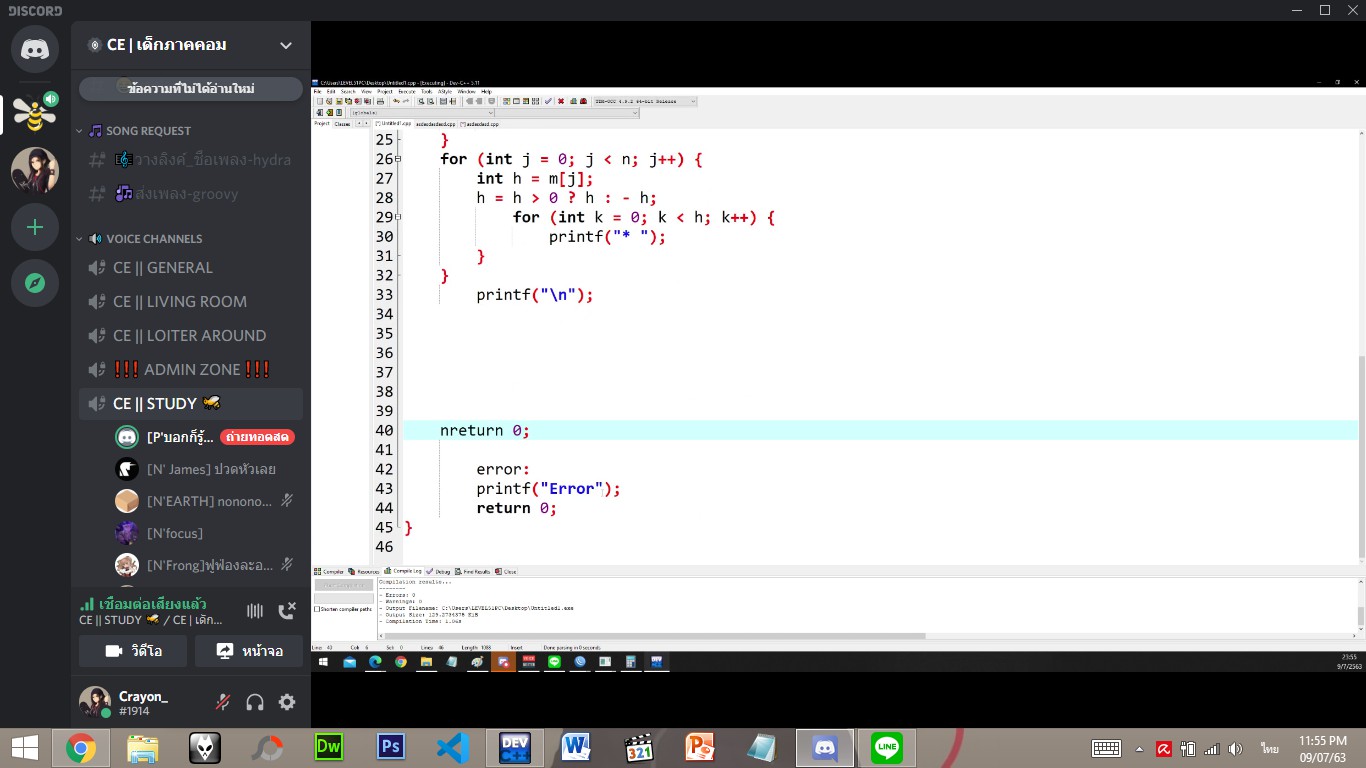 DISCORD
CE | เด็กภาคคอม
ข้อความที่ไม่ได้อ่านใหม่
SONG REQUEST
วางลิงค์_ชื่อเพลง-hydra
ส่งเพลง-groovy
VOICE CHANNELS
CE || GENERAL
CE || LIVING ROOM
CE || LOITER AROUND
ADMIN ZONE
CE || STUDY
[P'บอกก็รู้... ถ่ายทอดสด
[N' James] ปวดหัวเลย
[N'EARTH] nonono...
[N'focus]
[N'Frong]ฟูฟ่องละอ...
เชื่อมต่อเสียงแล้ว
CE || STUDY / CE | เด็ก...
วิดีโอ หน้าจอ
Crayon_
#1914
C:\Users\LEVEL51PC\Desktop\Untitled1.cpp - [Executing] - Dev-C++ 5.11
File Edit Search View Project Execute Tools AStyle Window Help
TDM-GCC 4.9.2 64-bit Release
(globals)
Project Classes [*] Untitled1.cpp asdasdasdasd.cpp
25 }
26 for (int j = 0; j < n; j++) {
27 int h = m[j];
28 h = h > 0 ? h : - h;
29 for (int k = 0; k < h; k++) {
30 printf("* ");
31 }
32 }
33 printf("\n");
34
35
36
37
38
39
40 nreturn 0;
41
42 error:
43 printf("Error");
44 return 0;
45 }
46
Compiler Resources Compile Log Debug Find Results Close
Shorten compiler paths
Compilation results...
--------
- Errors: 0
- Warnings: 0
- Output Filename: C:\Users\LEVEL51PC\Desktop\Untitled1.exe
- Output Size: 129.2734375 KiB
- Compilation Time: 1.06s
Insert Done parsing in 0 seconds
23:55
9/7/2563
Dw Ps DEV C++ W 321 P LINE
ไทย
11:55 PM
09/07/63